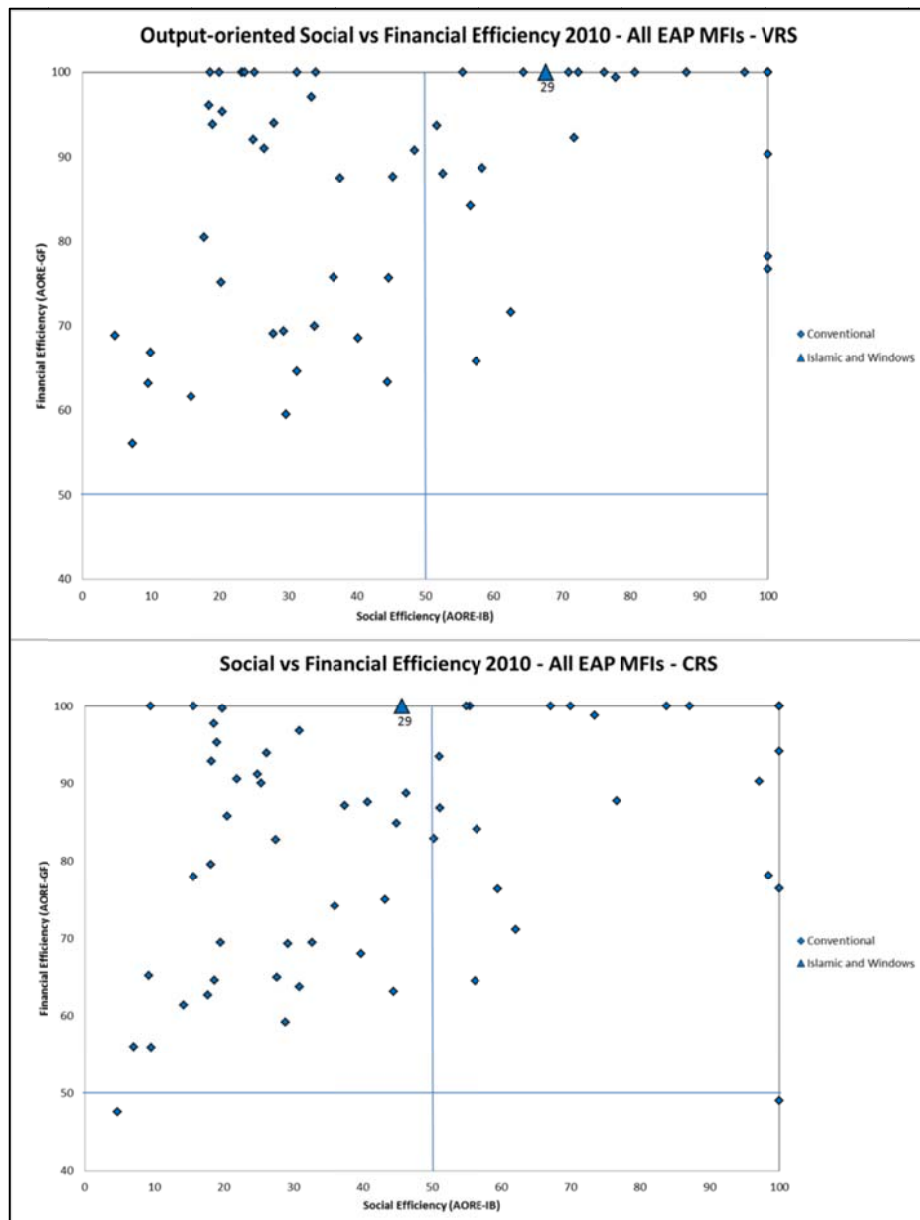 Output-oriented Social vs Financial Efficiency 2010 - All EAP MFIs - VRS
100
90
80
70
60
50
40
Financial Efficiency (AORE-GF)
29
Conventional
Islamic and Windows
0 10 20 30 40 50 60 70 80 90 100
Social Efficiency (AORE-IB)
Social vs Financial Efficiency 2010 - All EAP MFIs - CRS
100
90
80
70
60
50
40
Financial Efficiency (AORE-GF)
29
Conventional
Islamic and Windows
0 10 20 30 40 50 60 70 80 90 100
Social Efficiency (AORE-IB)